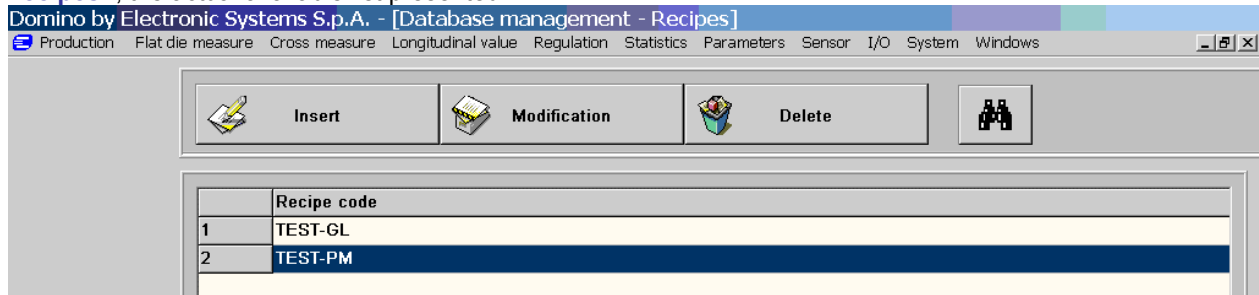 Domino by Electronic Systems S.p.A. - [Database management - Recipes]
Production Flat die measure Cross measure Longitudinal value Regulation Statistics Parameters Sensor I/O System Windows
Insert Modification Delete
Recipe code
1 TEST-GL
2 TEST-PM